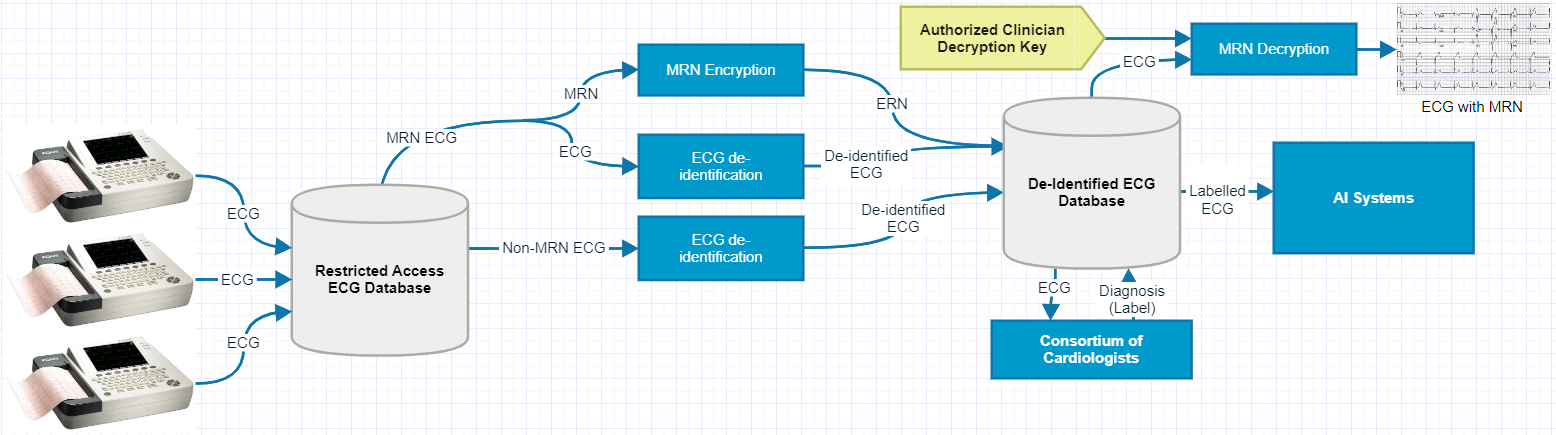 Authorized Clinician
Decryption Key
MRN Decryption
ECG
ECG with MRN
MRN Encryption
MRN
ERN
MRN ECG
ECG
ECG de-
identification
De-identified
ECG
De-Identified ECG
Database
Labelled
ECG
AI Systems
ECG
ECG
ECG
Restricted Access
ECG Database
Non-MRN ECG
ECG de-
identification
De-identified
ECG
ECG
Diagnosis
(Label)
Consortium of
Cardiologists